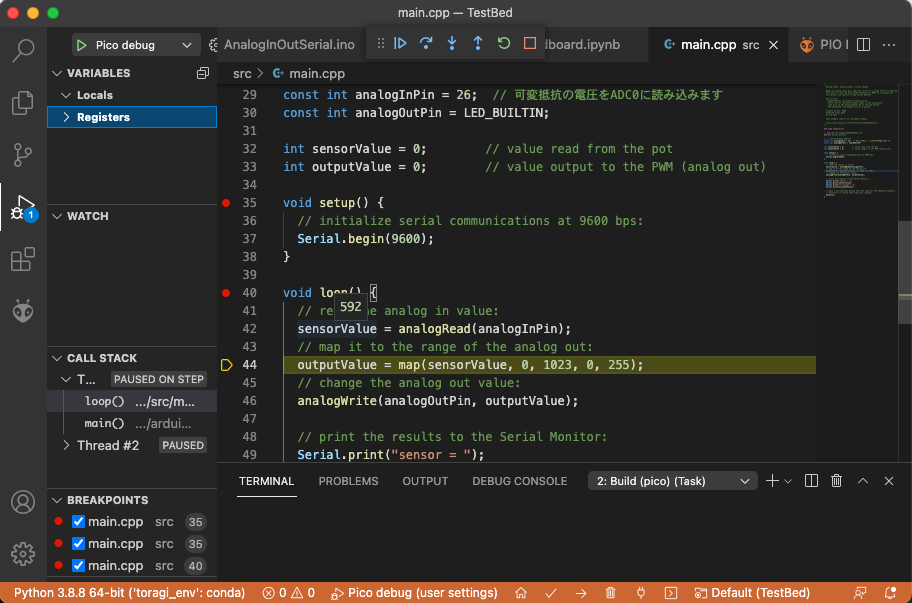 main.cpp — TestBed
Pico debug
AnalogInOutSerial.ino
dboard.ipynb
main.cpp src
PIO
VARIABLES
Locals
Registers
WATCH
CALL STACK
T... PAUSED ON STEP
loop() .../src/m...
main() .../ardui...
Thread #2 PAUSED
BREAKPOINTS
main.cpp src 35
main.cpp src 35
main.cpp src 40
src > main.cpp
29 const int analogInPin = 26; // 可変抵抗の電圧をADC0に読み込みます
30 const int analogOutPin = LED_BUILTIN;
31
32 int sensorValue = 0; // value read from the pot
33 int outputValue = 0; // value output to the PWM (analog out)
34
35 void setup() {
36 // initialize serial communications at 9600 bps:
37 Serial.begin(9600);
38 }
39
40 void loop() {
592
41 // re the analog in value:
42 sensorValue = analogRead(analogInPin);
43 // map it to the range of the analog out:
44 outputValue = map(sensorValue, 0, 1023, 0, 255);
45 // change the analog out value:
46 analogWrite(analogOutPin, outputValue);
47
48 // print the results to the Serial Monitor:
49 Serial.print("sensor = ");
TERMINAL PROBLEMS OUTPUT DEBUG CONSOLE 2: Build (pico) (Task)
1
Python 3.8.8 64-bit ('toragi_env': conda) 0 0 Pico debug (user settings) Default (TestBed)